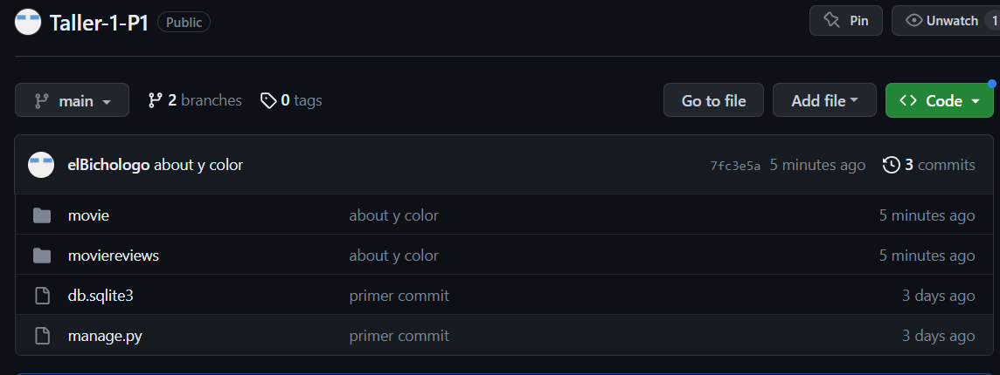 Taller-1-P1 Public Pin Unwatch 1
main 2 branches 0 tags Go to file Add file <> Code
elBichologo about y color 7fc3e5a 5 minutes ago 3 commits
movie about y color 5 minutes ago
moviereviews about y color 5 minutes ago
db.sqlite3 primer commit 3 days ago
manage.py primer commit 3 days ago